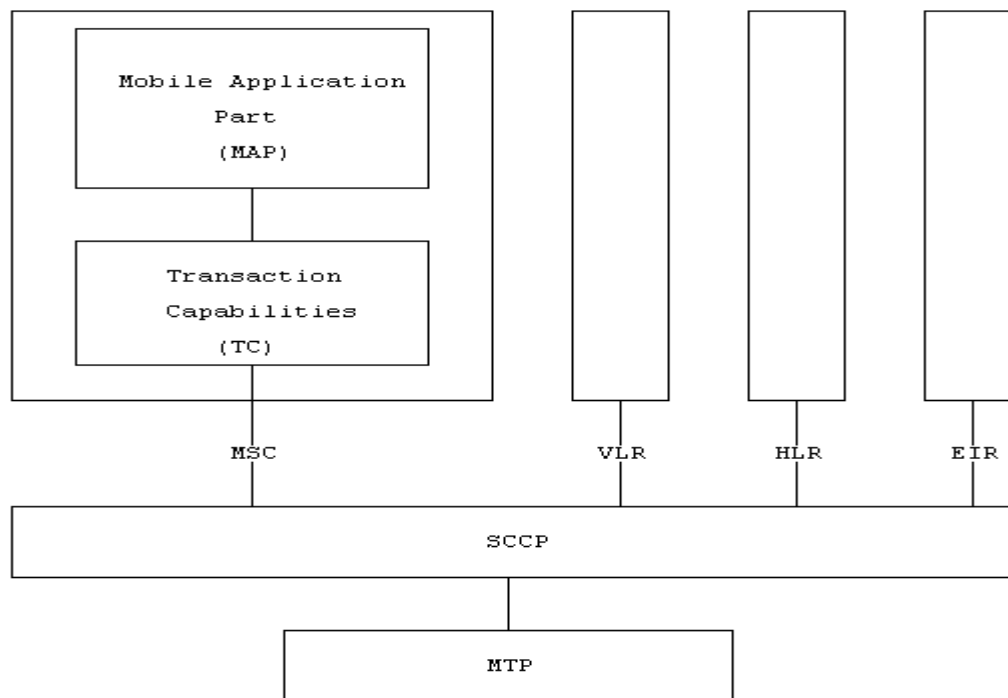 Mobile Application
Part
(MAP)
Transaction
Capabilities
(TC)
MSC
VLR
HLR
EIR
SCCP
MTP